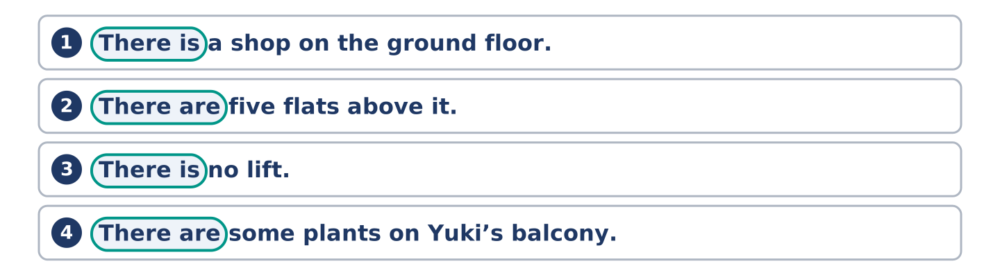 1 There is a shop on the ground floor.
2 There are five flats above it.
3 There is no lift.
4 There are some plants on Yuki’s balcony.